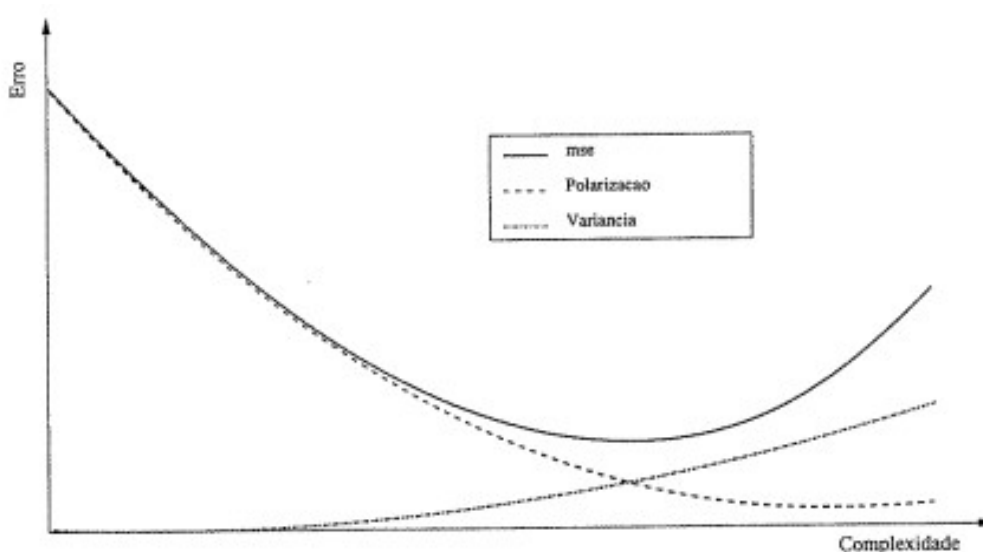 Erro
mse
Polarizacao
Variancia
Complexidade